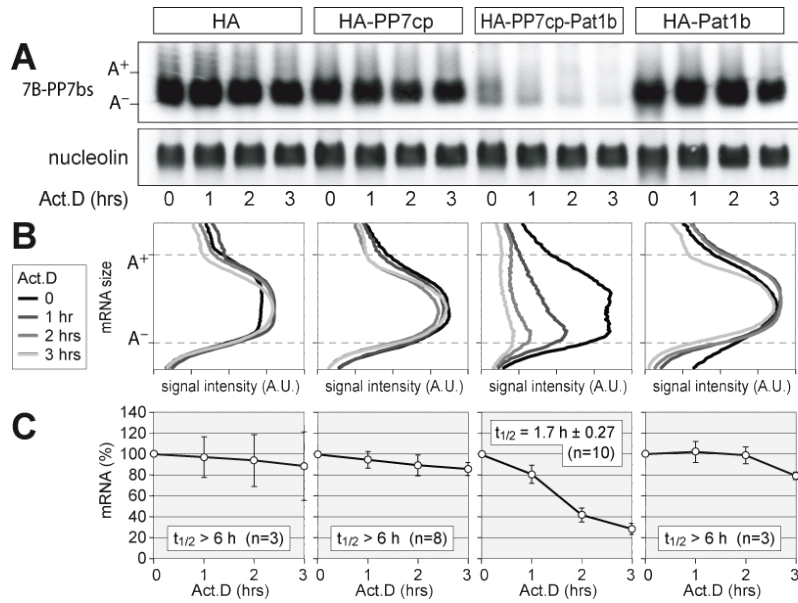 HA HA-PP7cp HA-PP7cp-Pat1b HA-Pat1b
A
A+
7B-PP7bs
A−
nucleolin
Act.D (hrs) 0 1 2 3 0 1 2 3 0 1 2 3 0 1 2 3
B
Act.D
0
1 hr
2 hrs
3 hrs
mRNA size
A+
A−
signal intensity (A.U.) signal intensity (A.U.) signal intensity (A.U.) signal intensity (A.U.)
C
mRNA (%)
140
120
100
80
60
40
20
0
t1/2 > 6 h (n=3)
t1/2 > 6 h (n=8)
t1/2 = 1.7 h ± 0.27
(n=10)
t1/2 > 6 h (n=3)
0 1 2 3 0 1 2 3 0 1 2 3 0 1 2 3
Act.D (hrs) Act.D (hrs) Act.D (hrs) Act.D (hrs)